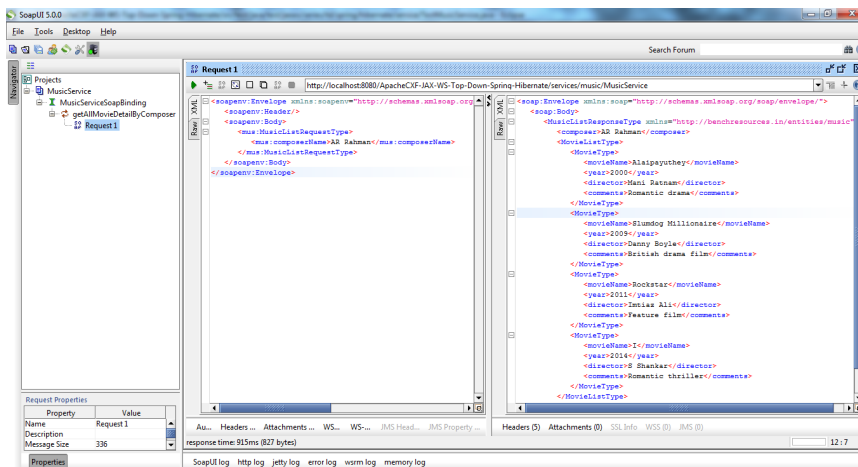 SoapUI 5.0.0
File Tools Desktop Help
Search Forum
Navigator
Projects
MusicService
MusicServiceSoapBinding
getAllMovieDetailByComposer
Request 1
Request Properties
Property Value
Name Request 1
Description
Message Size 336
Properties
Request 1
http://localhost:8080/ApacheCXF-JAX-WS-Top-Down-Spring-Hibernate/services/music/MusicService
XML
Raw
<soapenv:Envelope xmlns:soapenv="http://schemas.xmlsoap.org
<soapenv:Header/>
<soapenv:Body>
<mus:MusicListRequestType>
<mus:composerName>AR Rahman</mus:composerName>
</mus:MusicListRequestType>
</soapenv:Body>
</soapenv:Envelope>
XML
Raw
<soap:Envelope xmlns:soap="http://schemas.xmlsoap.org/soap/envelope/">
<soap:Body>
<MusicListResponseType xmlns="http://benchresources.in/entities/music"
<composer>AR Rahman</composer>
<MovieListType>
<MovieType>
<movieName>Alaipayuthey</movieName>
<year>2000</year>
<director>Mani Ratnam</director>
<comments>Romantic drama</comments>
</MovieType>
<MovieType>
<movieName>Slumdog Millionaire</movieName>
<year>2009</year>
<director>Danny Boyle</director>
<comments>British drama film</comments>
</MovieType>
<MovieType>
<movieName>Rockstar</movieName>
<year>2011</year>
<director>Imtiaz Ali</director>
<comments>Feature film</comments>
</MovieType>
<MovieType>
<movieName>I</movieName>
<year>2014</year>
<director>S Shankar</director>
<comments>Romantic thriller</comments>
</MovieType>
</MovieListType>
Au... Headers ... Attachments ... WS... WS-... JMS Head... JMS Property ...
Headers (5) Attachments (0) SSL Info WSS (0) JMS (0)
response time: 915ms (827 bytes)
12 : 7
SoapUI log http log jetty log error log wsrm log memory log